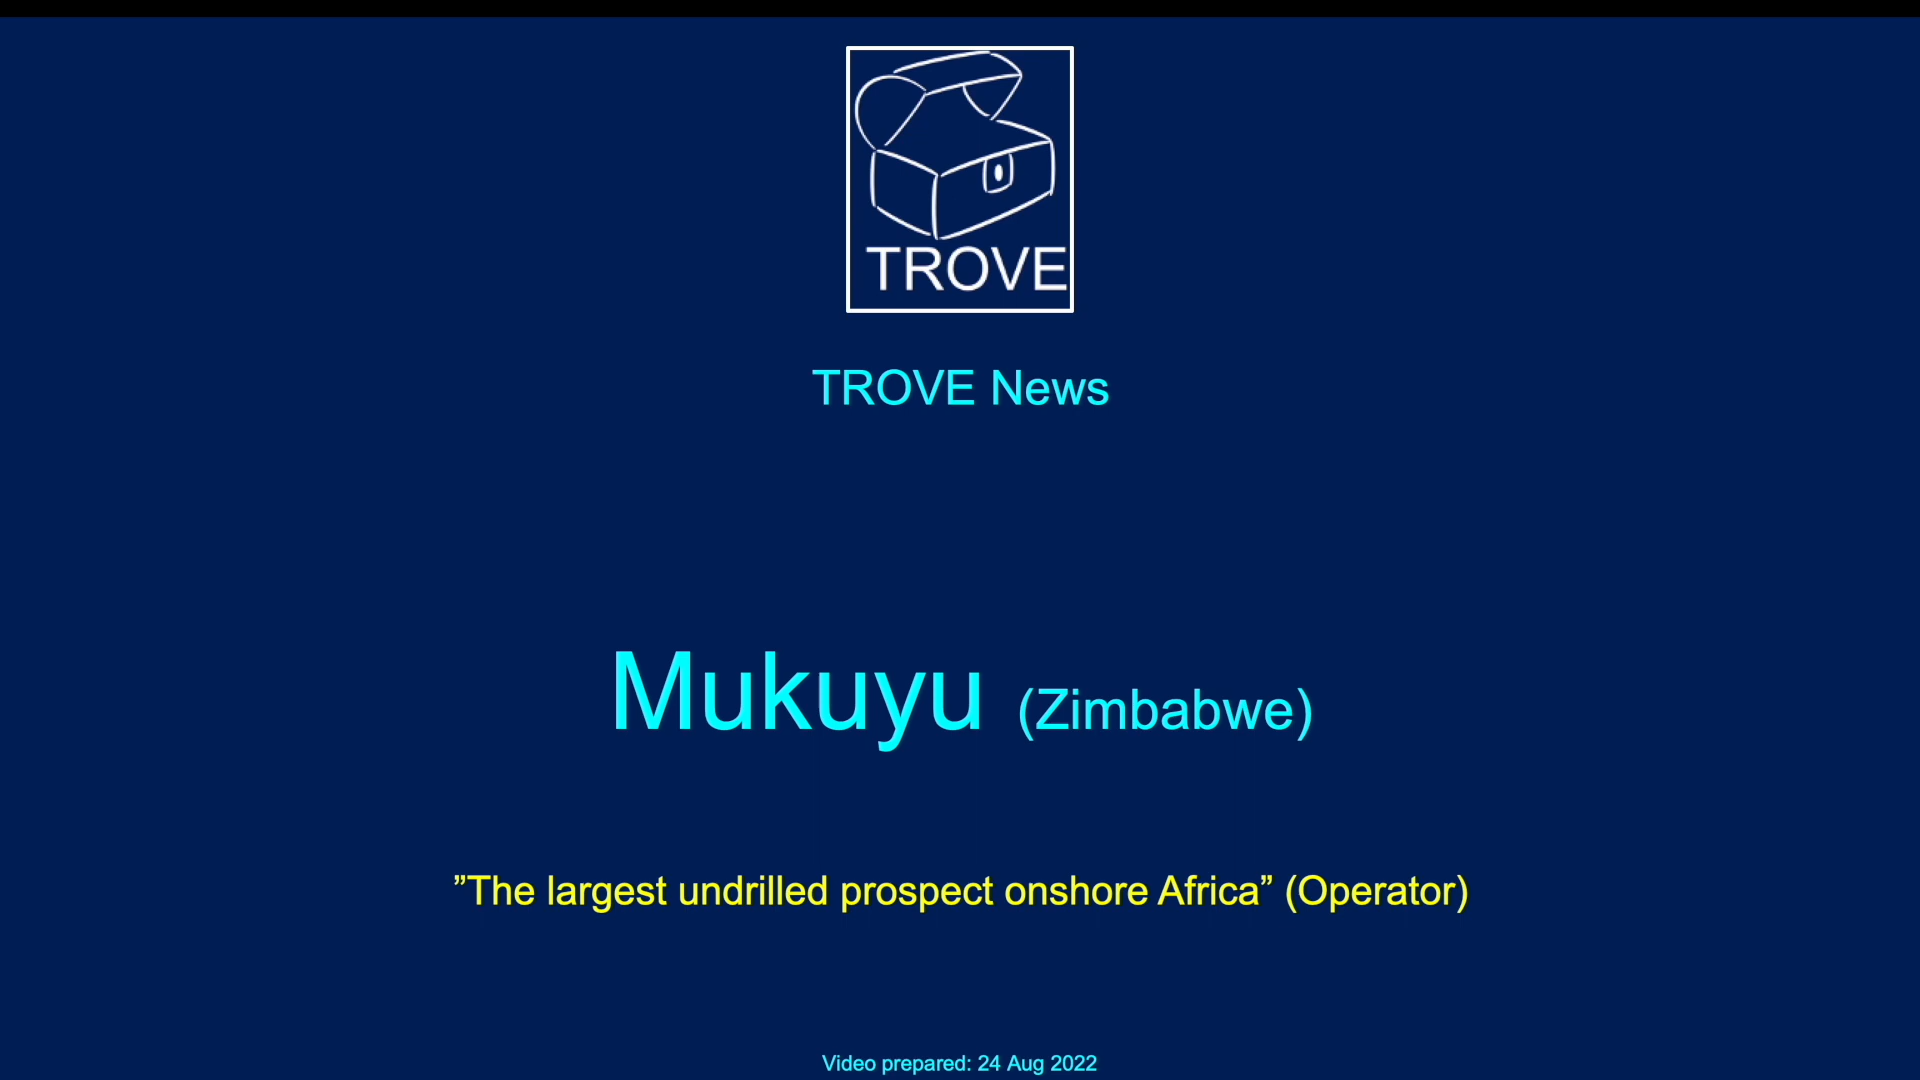 TROVE
TROVE News
Mukuyu (Zimbabwe)
”The largest undrilled prospect onshore Africa” (Operator)
Video prepared: 24 Aug 2022